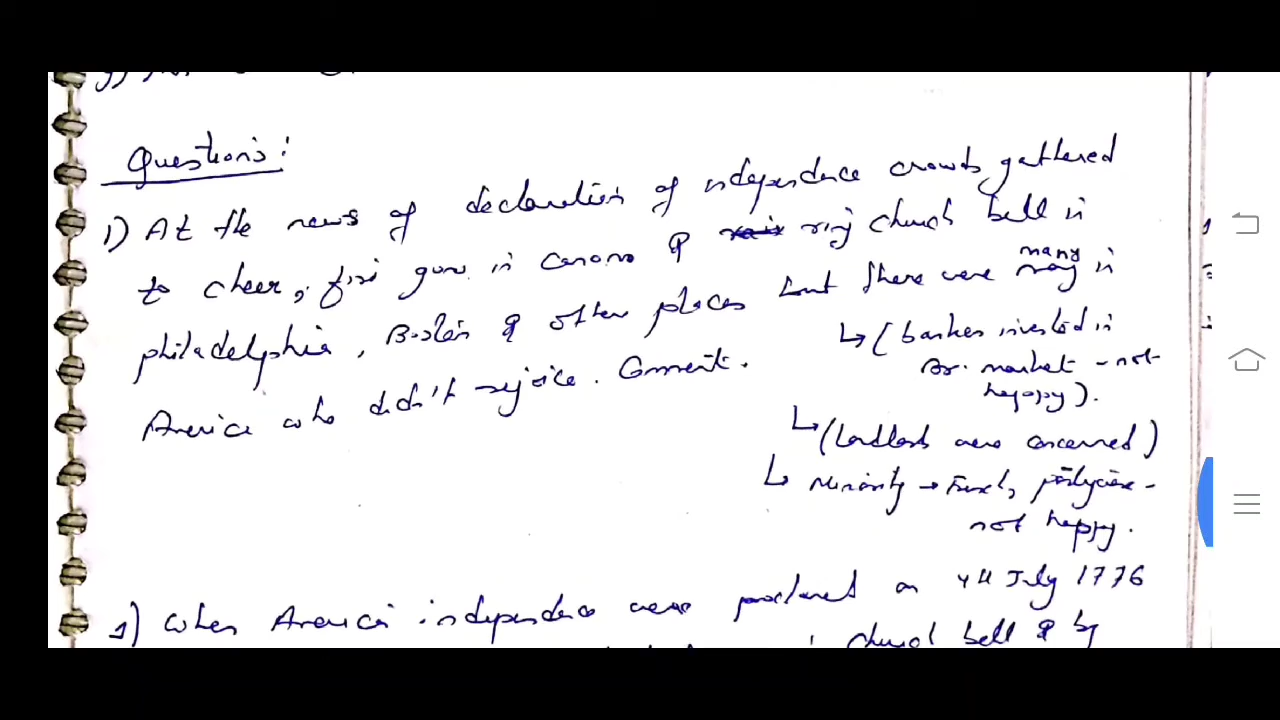 Questions:
1) At the news of declaration of independence crowds gathered
to cheer, fire guns in canons & ring church bell in
philadelphia, Boston & other places but there were many in
America who didn't rejoice. Comment.
↳ (bankers invested in
Br. market - not
happy).
↳ (Landlords were concerned)
↳ Minority → French, - not happy.
1) When America independence were proclaimed on 4th July 1776
church bell & by